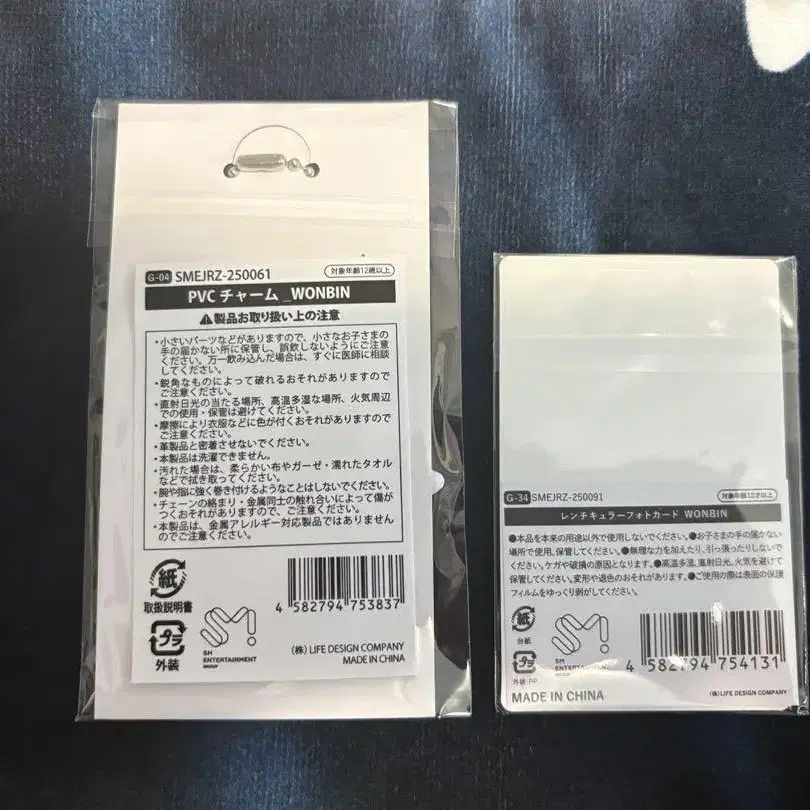 G-04 SMEJRZ-250061 対象年齢12歳以上
PVC チャーム _WONBIN
⚠製品お取り扱い上の注意
・小さいパーツなどがありますので、小さなお子さまの
手の届かない所に保管し、誤飲しないようにご注意
ください。万一飲み込んだ場合は、すぐに医師に相談
してください。
・鋭角なものによって破れるおそれがありますので
ご注意ください。
・直射日光の当たる場所、高温多湿な場所、火気周辺
での使用・保管は避けてください。
・摩擦により衣服などに色が付くおそれがありますので
ご注意ください。
・革製品と密着させないでください。
・本製品は洗濯できません。
・汚れた場合は、柔らかい布やガーゼ・濡れたタオル
などで拭き取ってください。
・腕や指に強く巻き付けるようなことはしないでください。
・チェーンの絡まり・金属同士の触れ合いによって傷が
つくおそれがありますので、ご注意ください。
・本製品は、金属アレルギー対応製品ではありません
のでご注意ください。
紙
取扱説明書
プラ
外装
SM!
SM
ENTERTAINMENT
GROUP
4 582794 753837
(株) LIFE DESIGN COMPANY
MADE IN CHINA
G-34 SMEJRZ-250091 対象年齢12才以上
レンチキュラーフォトカード_WONBIN
●本品を本来の用途以外で使用しないでください。●お子さまの手の届かない
場所で使用、保管してください。●無理な力を加えたり、引っ張ったりしないで
ください。ケガや破損の原因となります。●高温多湿、直射日光、火気を避けて
保管してください。変形や退色のおそれがあります。●ご使用の際は表面の保護
フィルムをゆっくり剥がしてください。
紙
台紙
プラ
外装:PP
SM!
SM
ENTERTAINMENT
GROUP
4 582794 754131
MADE IN CHINA
(株)LIFE DESIGN COMPANY